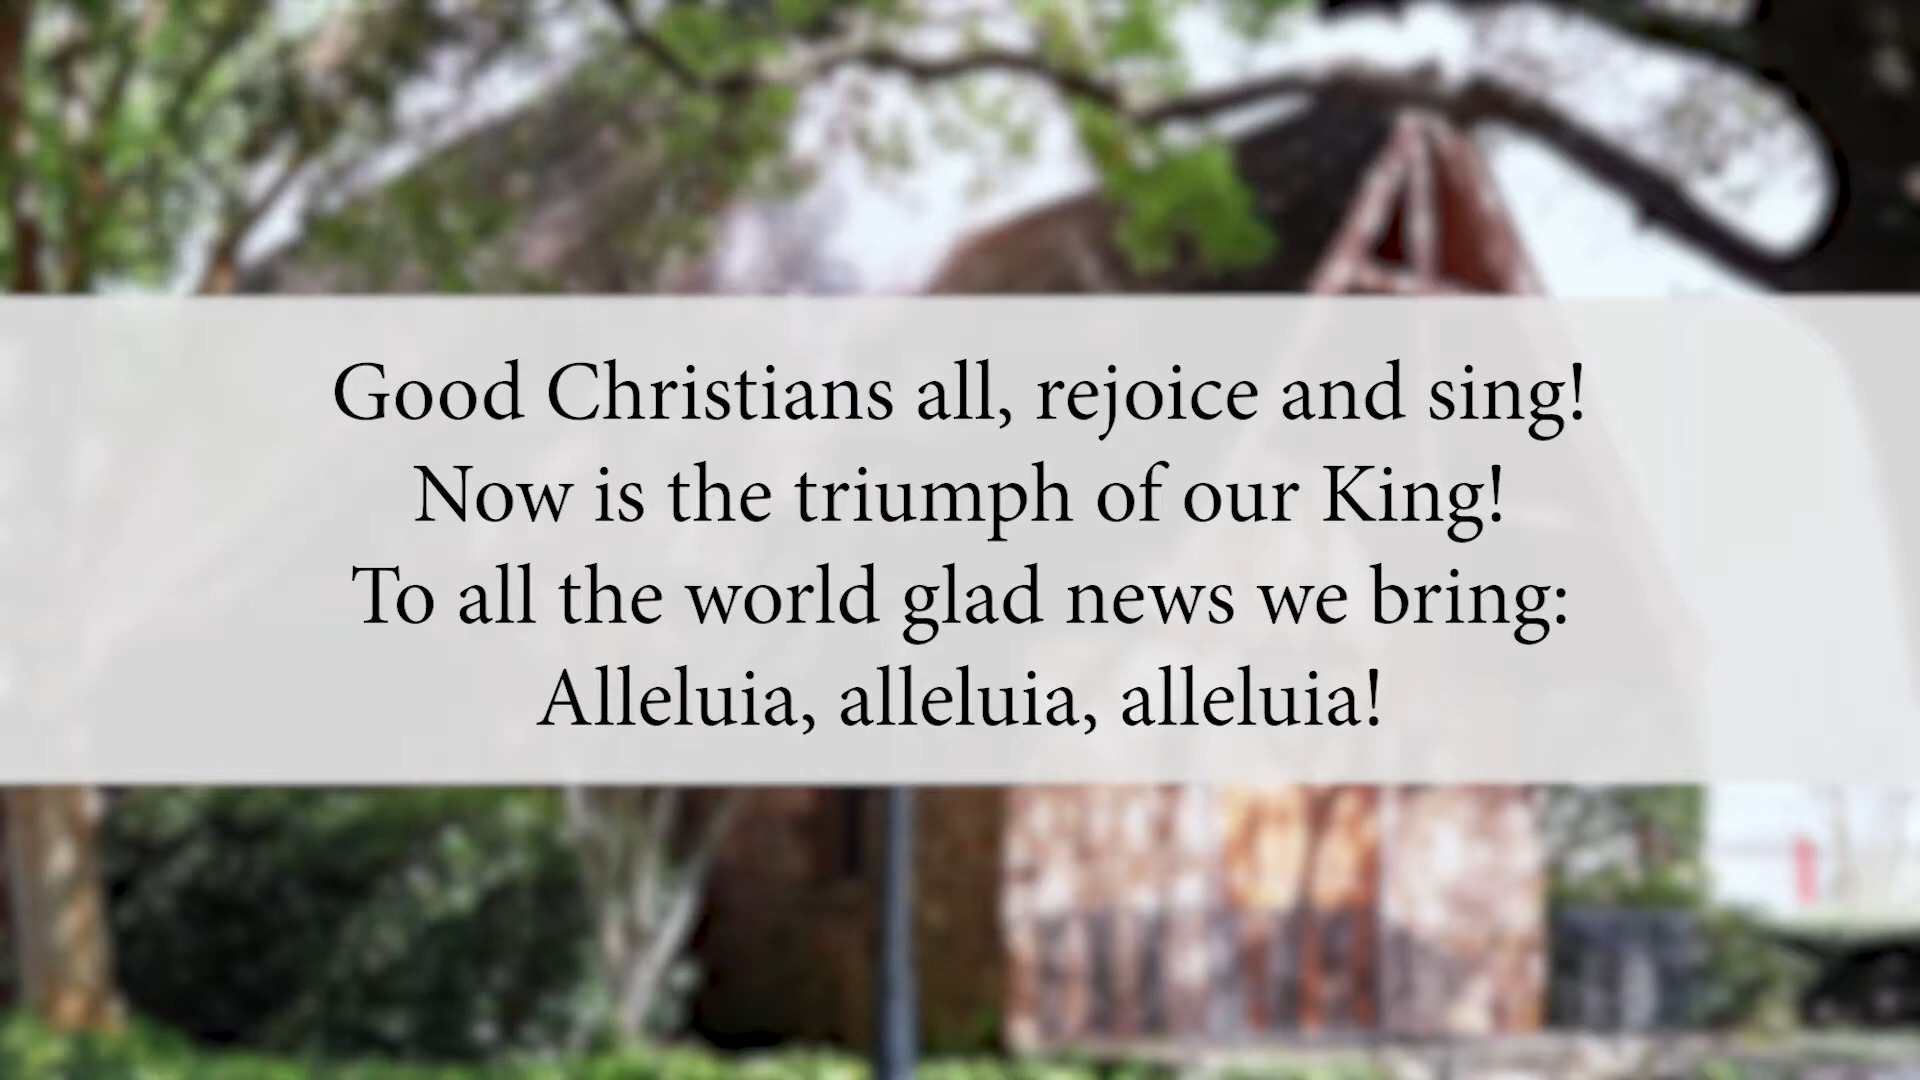 Good Christians all, rejoice and sing!
Now is the triumph of our King!
To all the world glad news we bring:
Alleluia, alleluia, alleluia!